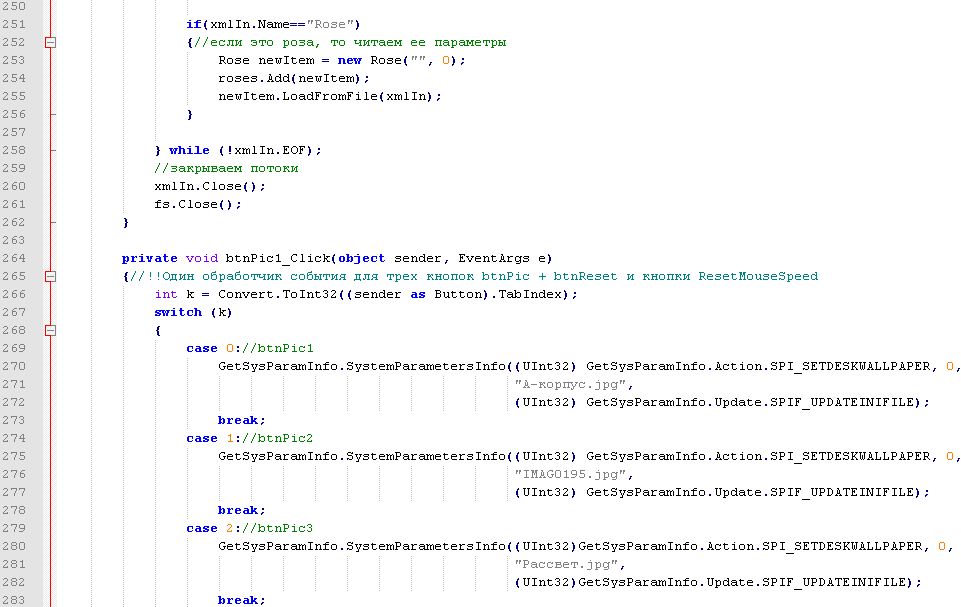 250
251 if(xmlIn.Name=="Rose")
252 {//если это роза, то читаем ее параметры
253 Rose newItem = new Rose("", 0);
254 roses.Add(newItem);
255 newItem.LoadFromFile(xmlIn);
256 }
257
258 } while (!xmlIn.EOF);
259 //закрываем потоки
260 xmlIn.Close();
261 fs.Close();
262 }
263
264 private void btnPic1_Click(object sender, EventArgs e)
265 {//!!Один обработчик события для трех кнопок btnPic + btnReset и кнопки ResetMouseSpeed
266 int k = Convert.ToInt32((sender as Button).TabIndex);
267 switch (k)
268 {
269 case 0://btnPic1
270 GetSysParamInfo.SystemParametersInfo((UInt32) GetSysParamInfo.Action.SPI_SETDESKWALLPAPER, 0,
271 "А-корпус.jpg",
272 (UInt32) GetSysParamInfo.Update.SPIF_UPDATEINIFILE);
273 break;
274 case 1://btnPic2
275 GetSysParamInfo.SystemParametersInfo((UInt32) GetSysParamInfo.Action.SPI_SETDESKWALLPAPER, 0,
276 "IMAG0195.jpg",
277 (UInt32) GetSysParamInfo.Update.SPIF_UPDATEINIFILE);
278 break;
279 case 2://btnPic3
280 GetSysParamInfo.SystemParametersInfo((UInt32)GetSysParamInfo.Action.SPI_SETDESKWALLPAPER, 0,
281 "Рассвет.jpg",
282 (UInt32)GetSysParamInfo.Update.SPIF_UPDATEINIFILE);
283 break;